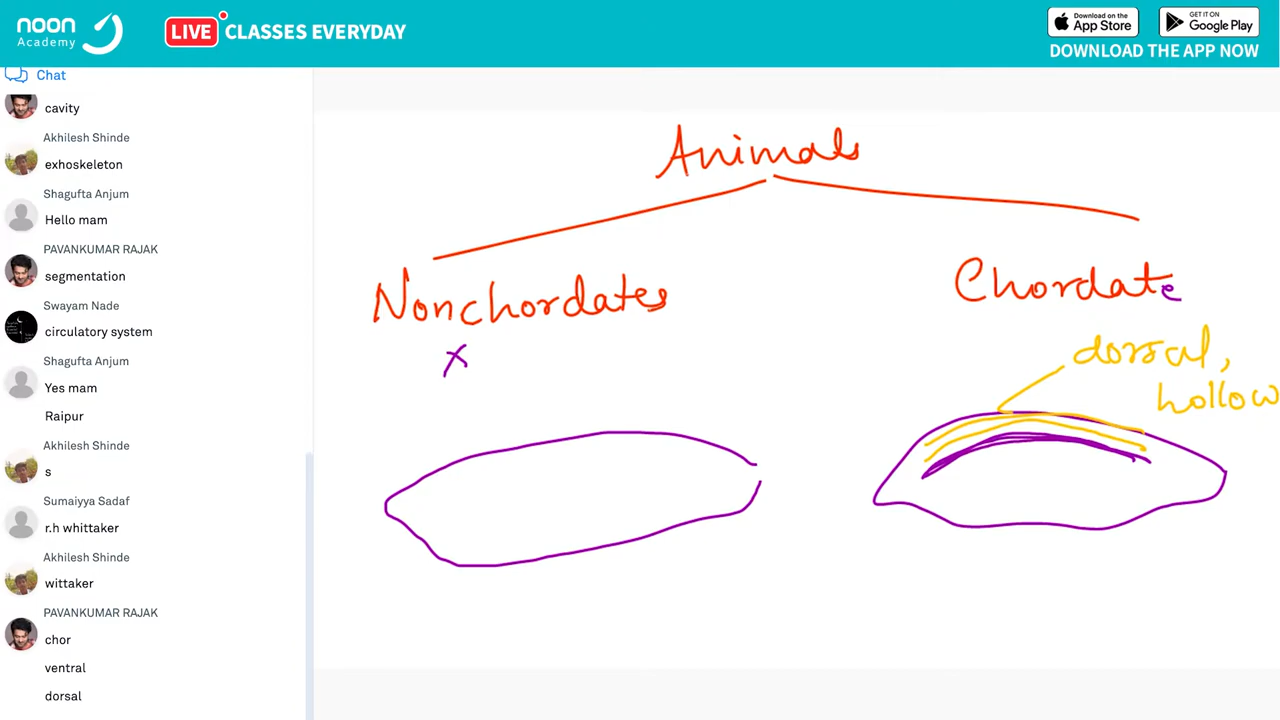 noon
Academy
LIVE CLASSES EVERYDAY
Download on the
App Store
GET IT ON
Google Play
DOWNLOAD THE APP NOW
Chat
cavity
Akhilesh Shinde
exhoskeleton
Shagufta Anjum
Hello mam
PAVANKUMAR RAJAK
segmentation
Swayam Nade
circulatory system
Shagufta Anjum
Yes mam
Raipur
Akhilesh Shinde
s
Sumaiyya Sadaf
r.h whittaker
Akhilesh Shinde
wittaker
PAVANKUMAR RAJAK
chor
ventral
dorsal
Animals
Nonchordates
Chordate
x
dorsal,
hollow